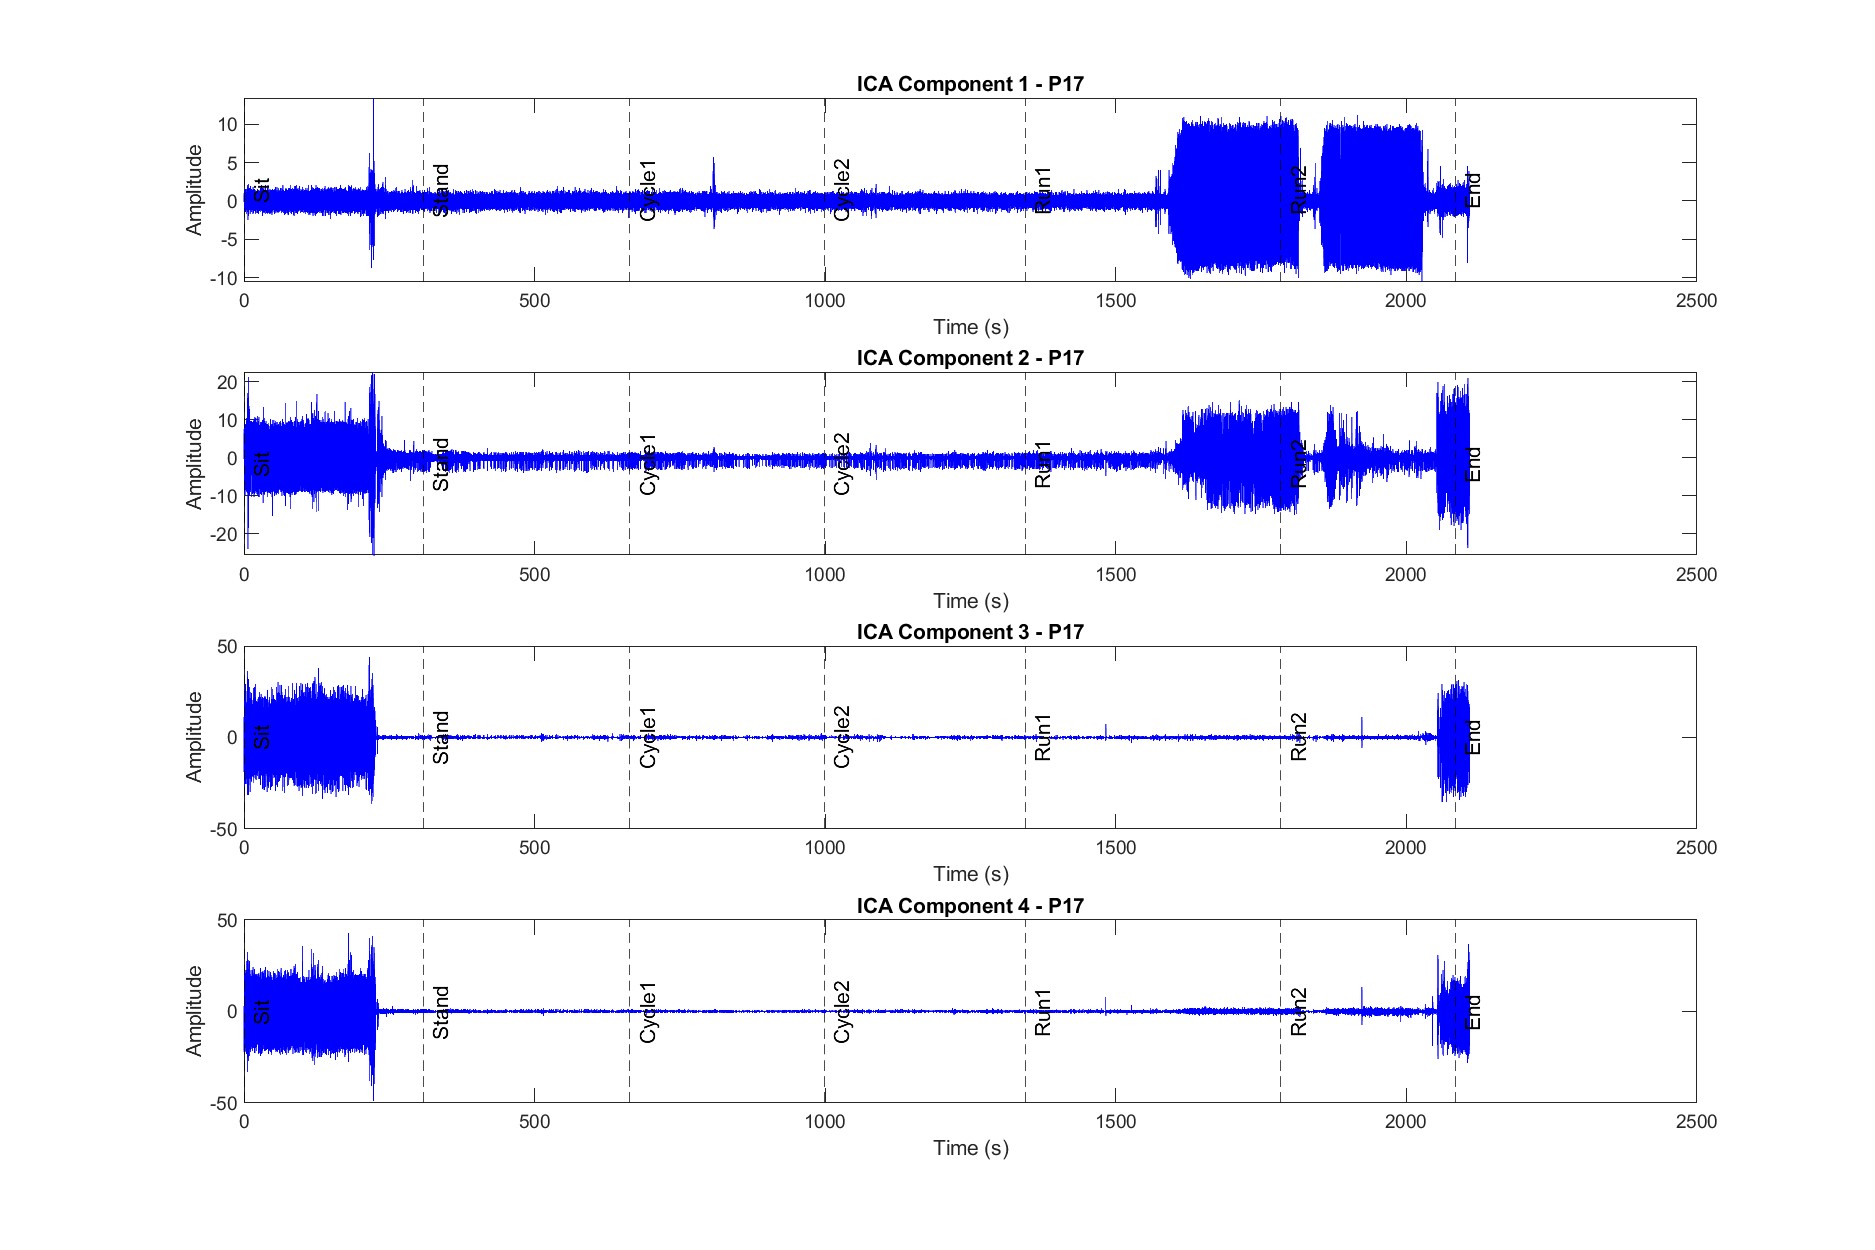 ICA Component 1 - P17
Amplitude
10
5
0
-5
-10
Sit
Stand
Cycle1
Cycle2
Run1
Run2
End
0 500 1000 1500 2000 2500
Time (s)
ICA Component 2 - P17
Amplitude
20
10
0
-10
-20
Sit
Stand
Cycle1
Cycle2
Run1
Run2
End
0 500 1000 1500 2000 2500
Time (s)
ICA Component 3 - P17
Amplitude
50
0
-50
Sit
Stand
Cycle1
Cycle2
Run1
Run2
End
0 500 1000 1500 2000 2500
Time (s)
ICA Component 4 - P17
Amplitude
50
0
-50
Sit
Stand
Cycle1
Cycle2
Run1
Run2
End
0 500 1000 1500 2000 2500
Time (s)